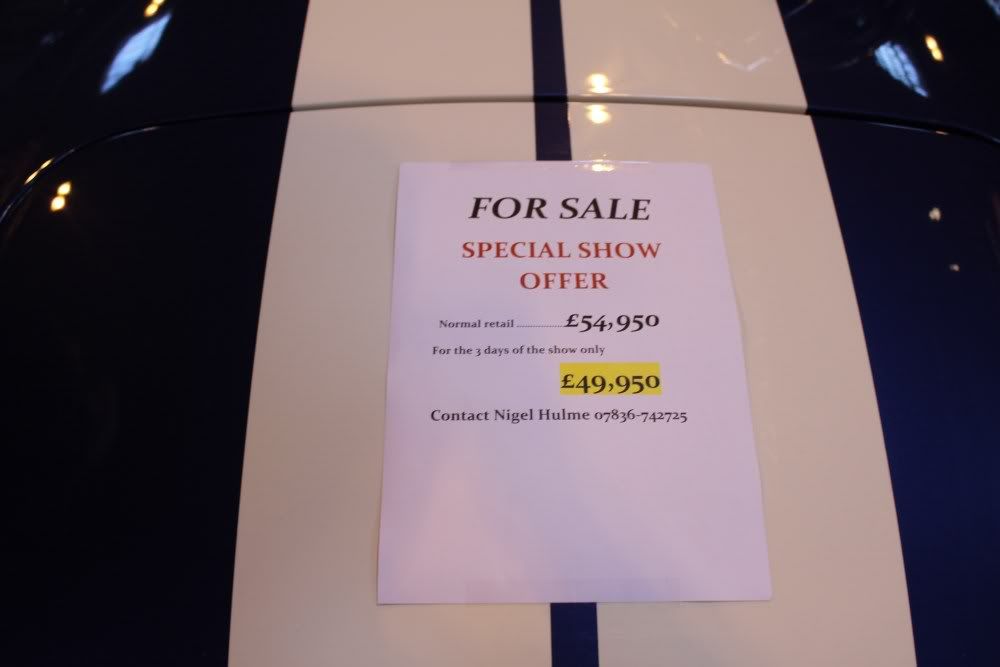 FOR SALE
SPECIAL SHOW
OFFER
Normal retail ................£54,950
For the 3 days of the show only
£49,950
Contact Nigel Hulme 07836-742725